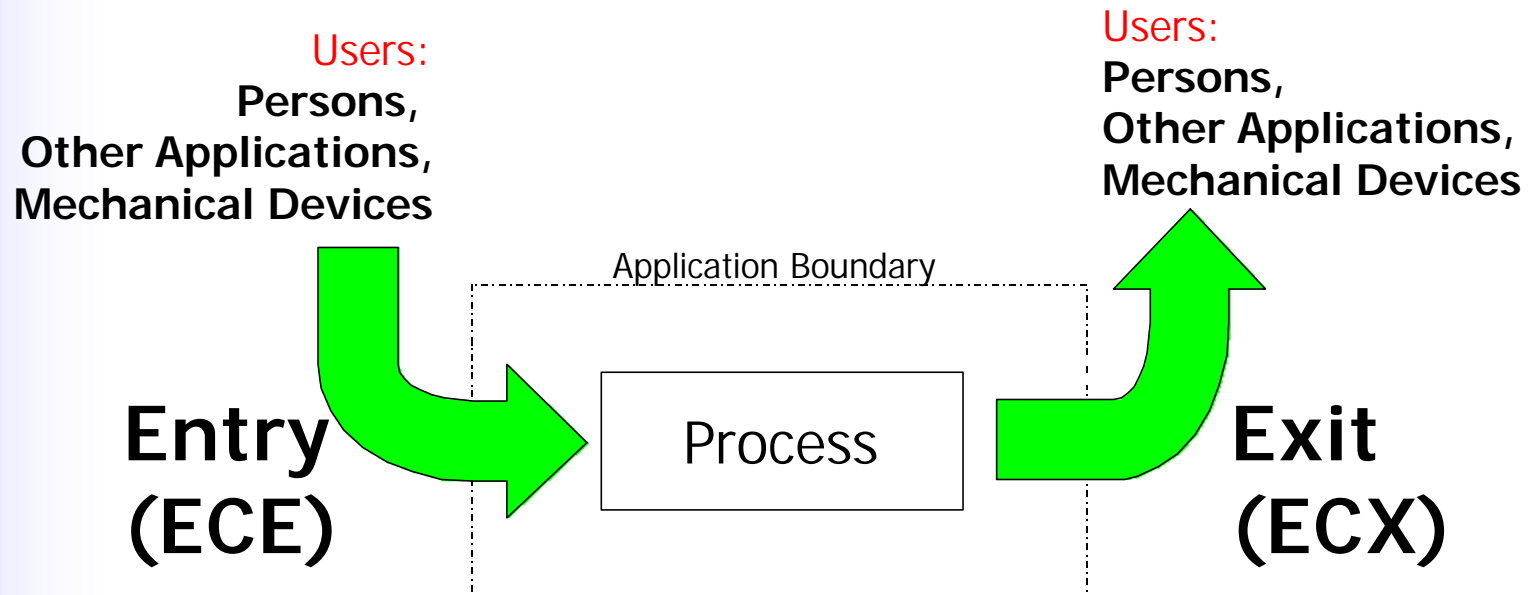 Users:
Persons,
Other Applications,
Mechanical Devices
Users:
Persons,
Other Applications,
Mechanical Devices
Application Boundary
Entry
(ECE)
Process
Exit
(ECX)